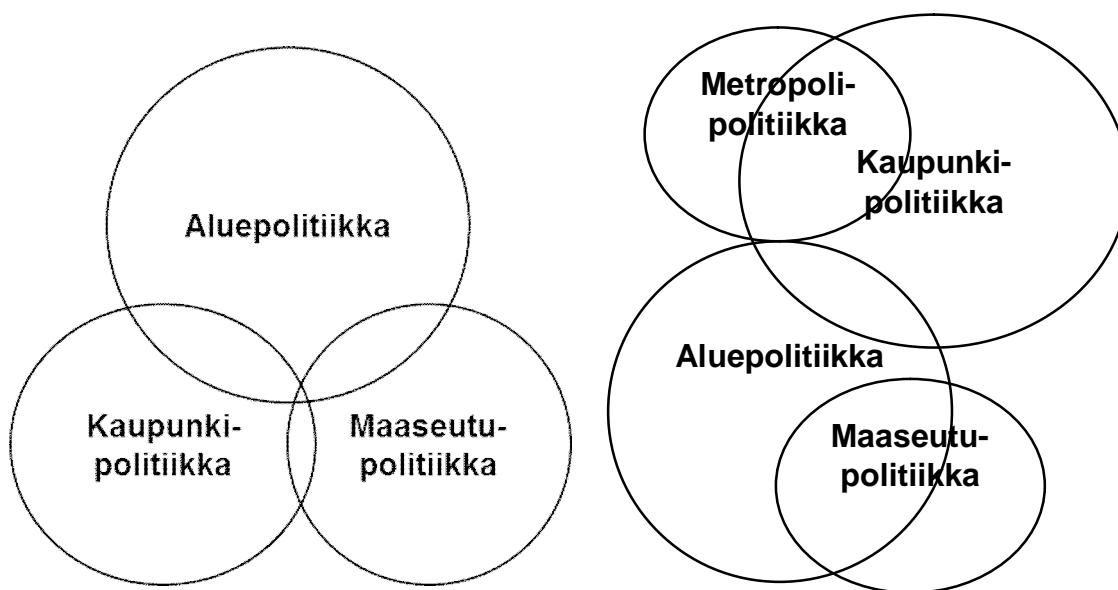 Aluepolitiikka
Kaupunki-
politiikka
Maaseutu-
politiikka
Metropoli-
politiikka
Kaupunki-
politiikka
Aluepolitiikka
Maaseutu-
politiikka